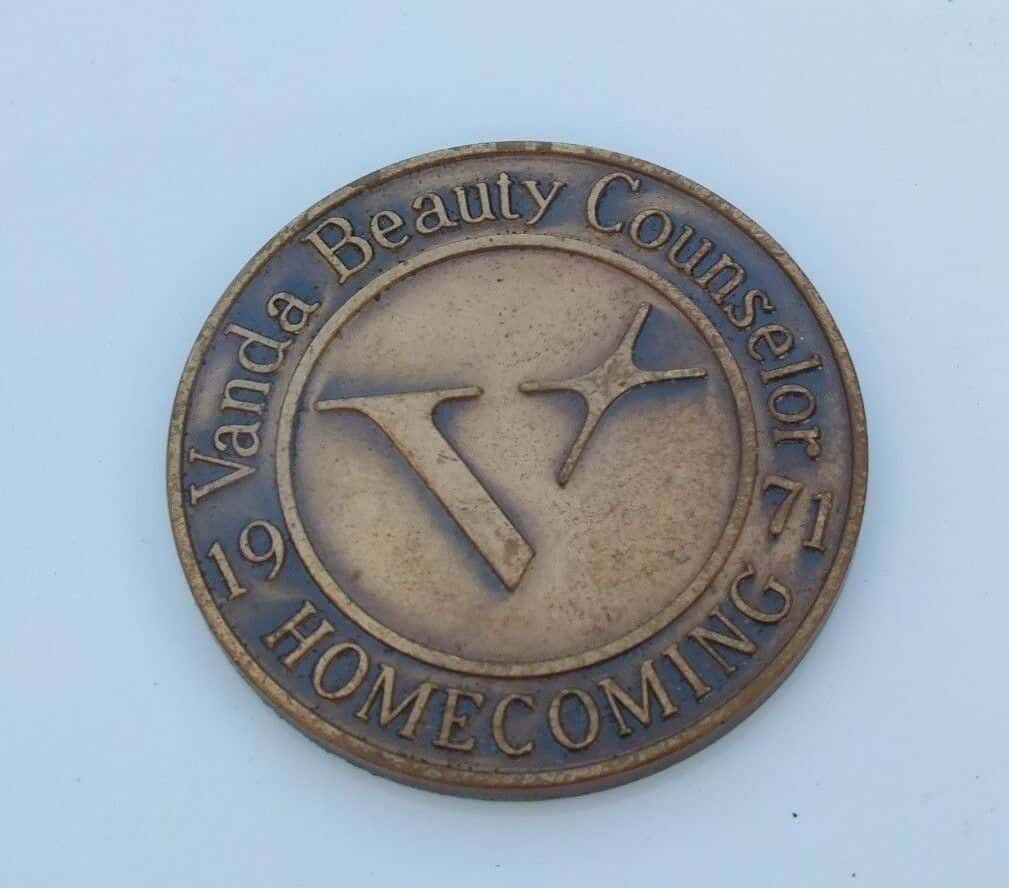 Vanda Beauty Counselor
19 71
HOMECOMING